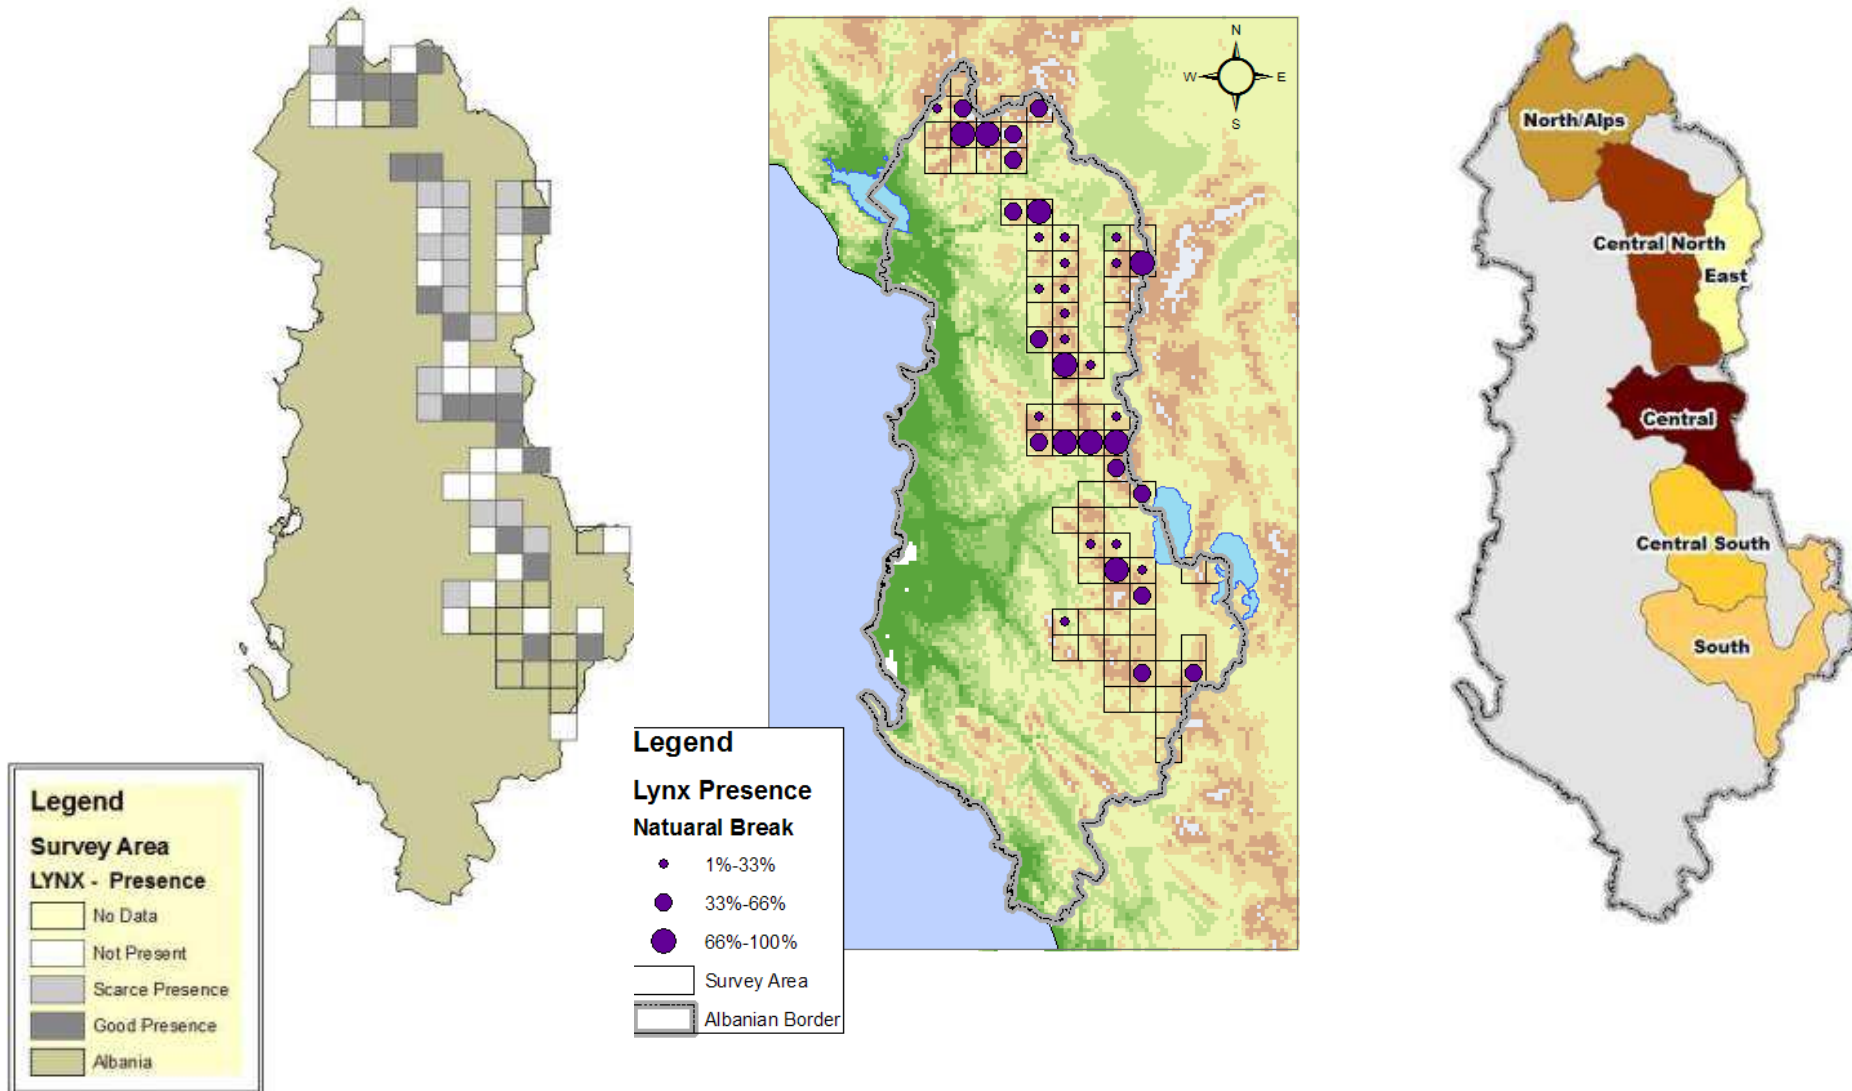 Legend
Survey Area
LYNX - Presence
No Data
Not Present
Scarce Presence
Good Presence
Albania
N
W
E
S
Legend
Lynx Presence
Natuaral Break
1%-33%
33%-66%
66%-100%
Survey Area
Albanian Border
North/Alps
Central North
East
Central
Central South
South